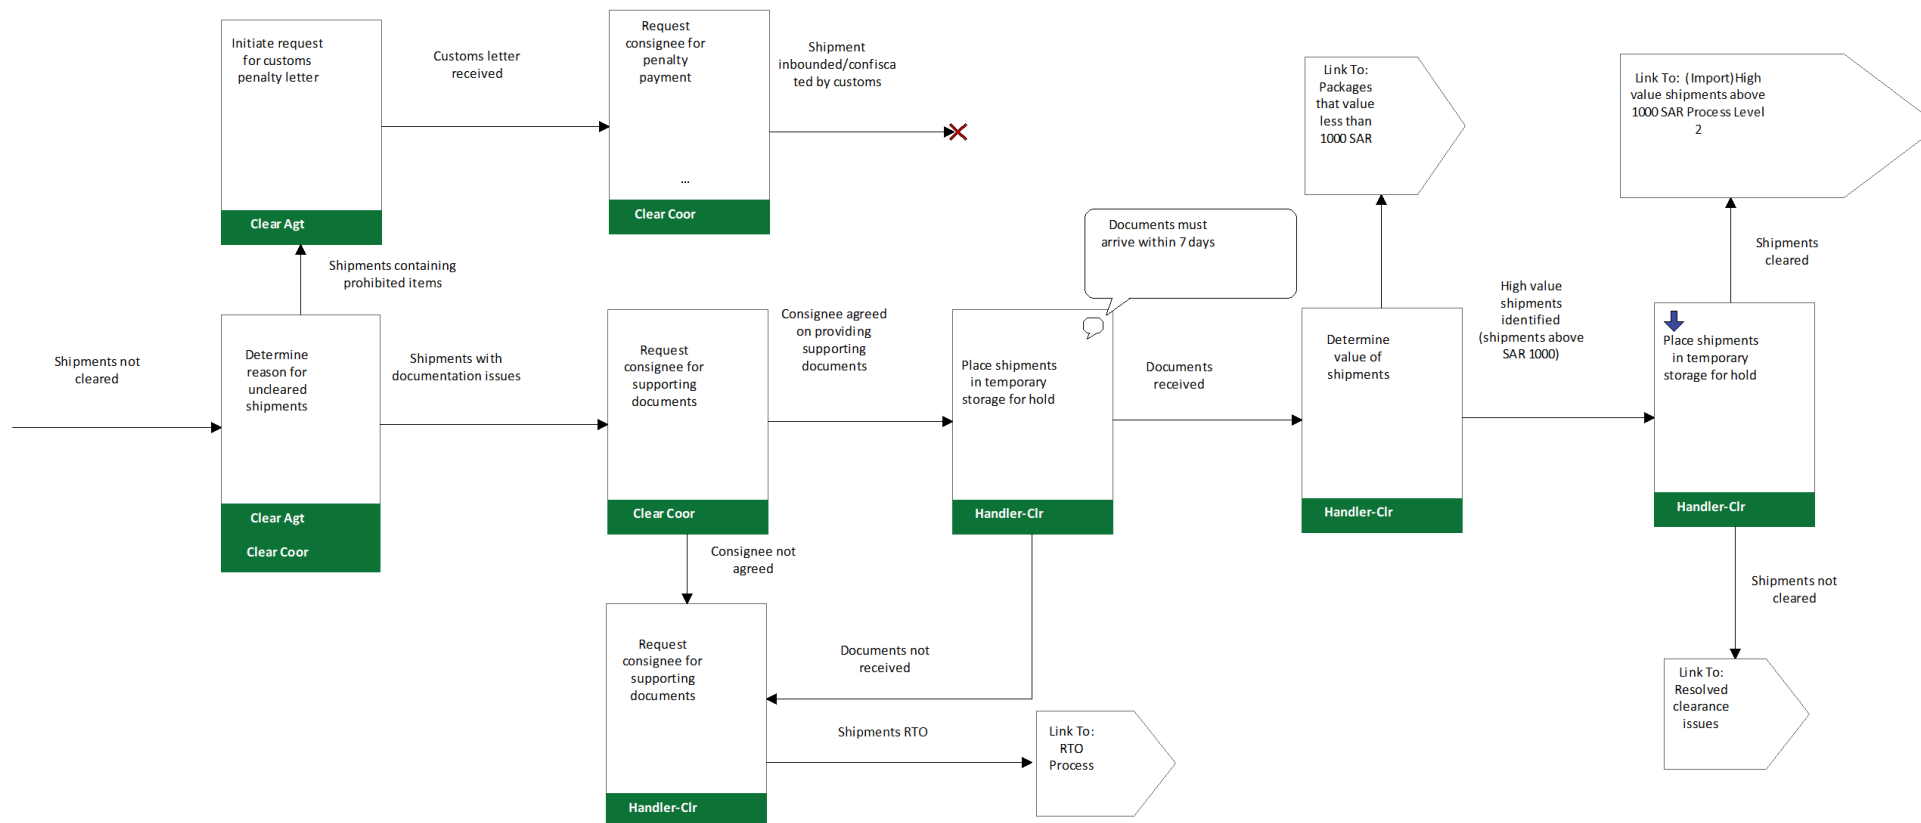 Initiate request
for customs
penalty letter
Clear Agt
Customs letter
received
Request
consignee for
penalty
payment
...
Clear Coor
Shipment
inbounded/confisca
ted by customs
Link To:
Packages
that value
less than
1000 SAR
Link To: (Import)High
value shipments above
1000 SAR Process Level
2
Shipments containing
prohibited items
Documents must
arrive within 7 days
Shipments
cleared
Shipments not
cleared
Determine
reason for
uncleared
shipments
Clear Agt
Clear Coor
Shipments with
documentation issues
Request
consignee for
supporting
documents
Clear Coor
Consignee agreed
on providing
supporting
documents
Place shipments
in temporary
storage for hold
Handler-Clr
Documents
received
Determine
value of
shipments
Handler-Clr
High value
shipments
identified
(shipments above
SAR 1000)
Place shipments
in temporary
storage for hold
Handler-Clr
Consignee not
agreed
Shipments not
cleared
Request
consignee for
supporting
documents
Handler-Clr
Documents not
received
Shipments RTO
Link To:
RTO
Process
Link To:
Resolved
clearance
issues